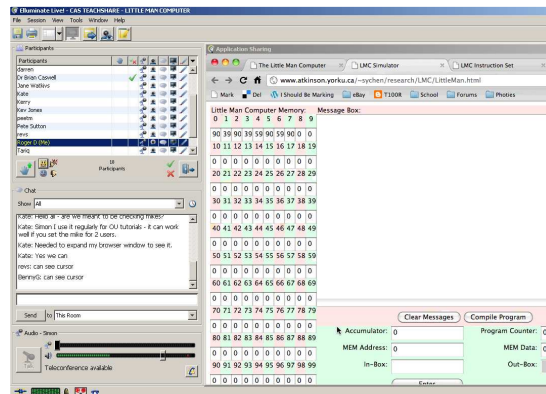 Elluminate Live! - CAS TEACHSHARE - LITTLE MAN COMPUTER
File Session View Tools Window Help
Participants
Participants
darren
Dr Brian Caswell
Jane Watkivs
Kate
Kerry
Kev Jones
peetm
Pete Sutton
revs
Roger D (Me)
Tariq
18
Participants
Chat
Show All
Kate: Hello all - are we meant to be checking mikes?
Kate: Simon I use it regularly for OU tutorials - it can work
well if you set the mike for 2 users.
Kate: Needed to expand my browser window to see it.
Kate: Yes we can
revs: can see cursor
BennyG: can see cursor
Send to This Room
Audio - Simon
Talk
Teleconference available
Application Sharing
The Little Man Computer
LMC Simulator
LMC Instruction Set
www.atkinson.yorku.ca/~sychen/research/LMC/LittleMan.html
Mark Del I Should Be Marking eBay T100R School Forums Photies
Little Man Computer Memory: Message Box:
0 1 2 3 4 5 6 7 8 9
90 39 90 39 59 90 59 90 0 0
10 11 12 13 14 15 16 17 18 19
0 0 0 0 0 0 0 0 0 0
20 21 22 23 24 25 26 27 28 29
0 0 0 0 0 0 0 0 0 0
30 31 32 33 34 35 36 37 38 39
0 0 0 0 0 0 0 0 0 0
40 41 42 43 44 45 46 47 48 49
0 0 0 0 0 0 0 0 0 0
50 51 52 53 54 55 56 57 58 59
0 0 0 0 0 0 0 0 0 0
60 61 62 63 64 65 66 67 68 69
0 0 0 0 0 0 0 0 0 0
70 71 72 73 74 75 76 77 78 79
0 0 0 0 0 0 0 0 0 0
80 81 82 83 84 85 86 87 88 89
0 0 0 0 0 0 0 0 0 0
90 91 92 93 94 95 96 97 98 99
0 0 0 0 0 0 0 0 0 0
Clear Messages Compile Program
Accumulator: 0 Program Counter: 0
MEM Address: 0 MEM Data: 0
In-Box: Out-Box:
Enter